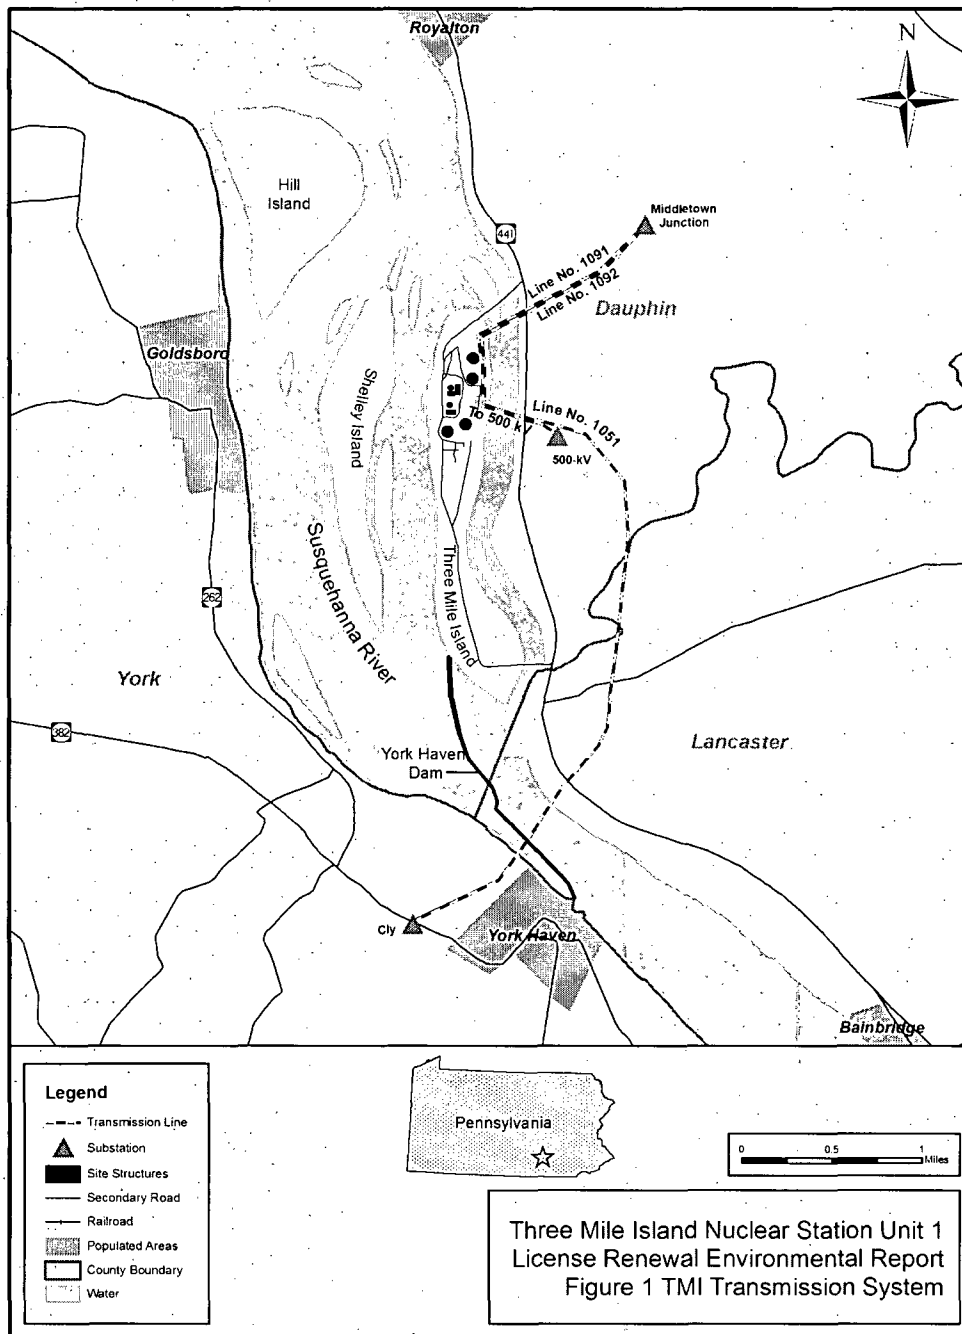 Royalton
N
Hill
Island
Middletown
Junction
441
Line No. 1091
Line No. 1092
Dauphin
Goldsboro
Shelley Island
Line No. 1051
To 500 kV
500-kV
Susquehanna River
Three Mile Island
262
York
382
Lancaster
York Haven
Dam
Cly
York Haven
Bainbridge
Legend
Transmission Line
Substation
Site Structures
Secondary Road
Railroad
Populated Areas
County Boundary
Water
Pennsylvania
0 0.5 1
Miles
Three Mile Island Nuclear Station Unit 1
License Renewal Environmental Report
Figure 1 TMI Transmission System